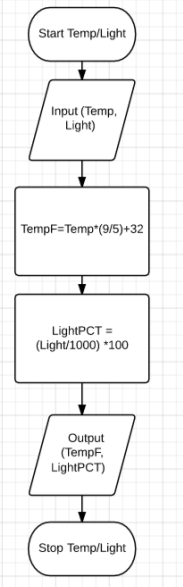 Start Temp/Light
Input (Temp,
Light)
TempF=Temp*(9/5)+32
LightPCT =
(Light/1000) *100
Output
(TempF,
LightPCT)
Stop Temp/Light